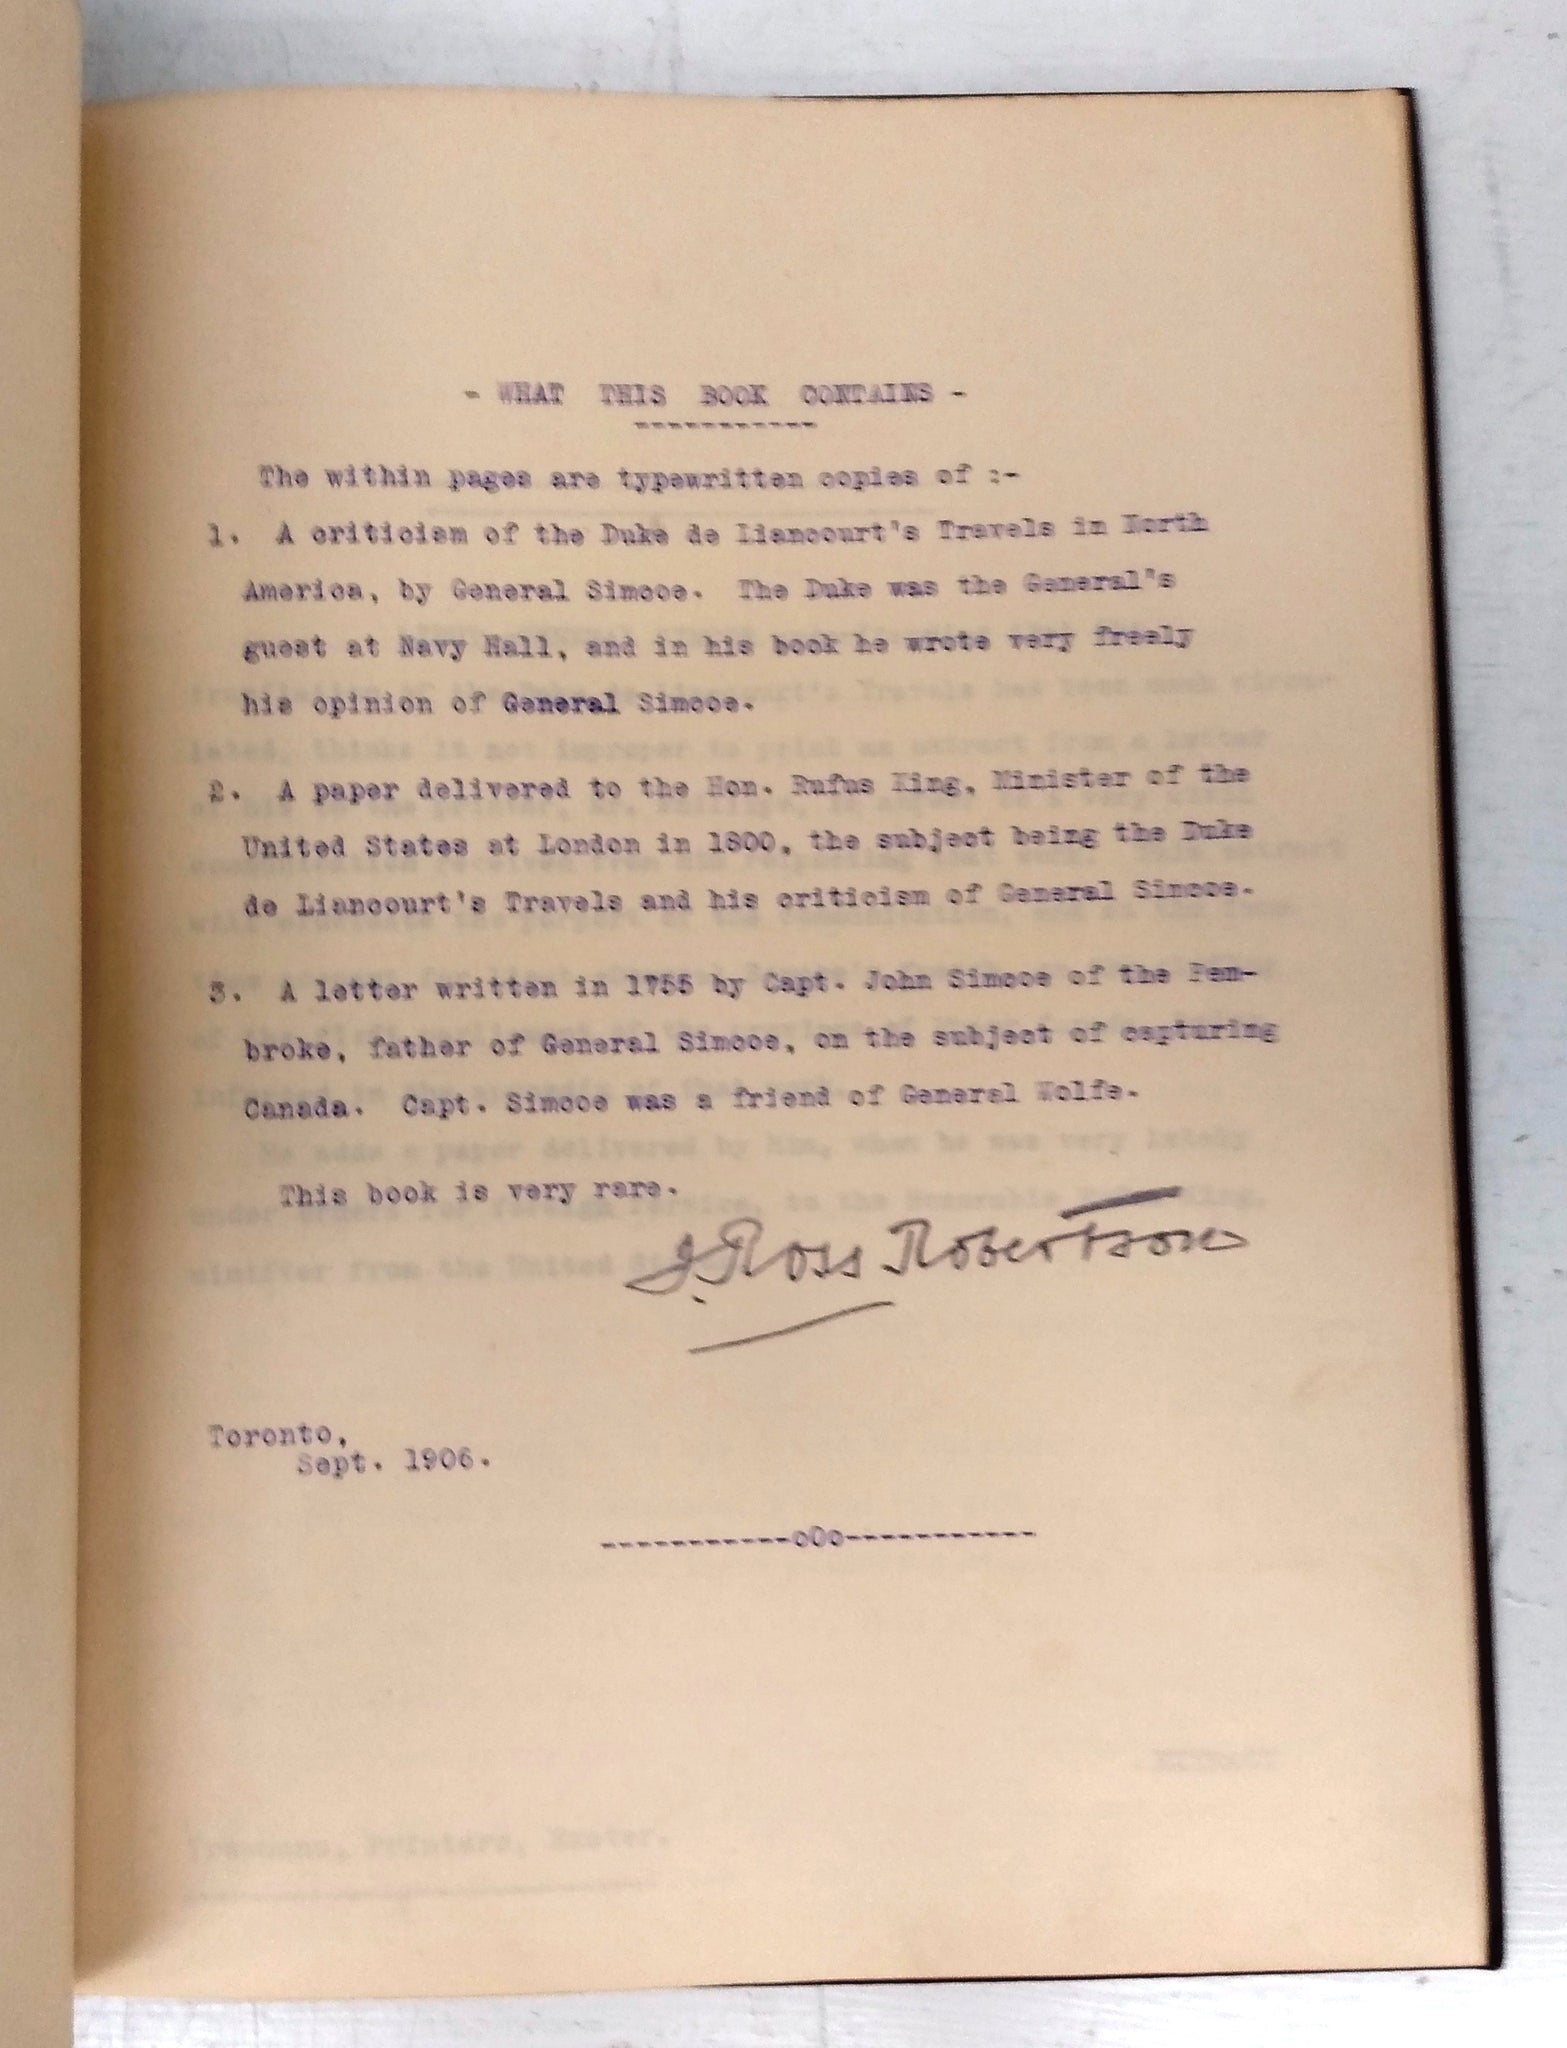 - WHAT THIS BOOK CONTAINS -
-----------
The within pages are typewritten copies of :-
1. A criticism of the Duke de Liancourt's Travels in North
America, by General Simcoe. The Duke was the General's
guest at Navy Hall, and in his book he wrote very freely
his opinion of General Simcoe.
2. A paper delivered to the Hon. Rufus King, Minister of the
United States at London in 1800, the subject being the Duke
de Liancourt's Travels and his criticism of General Simcoe.
3. A letter written in 1755 by Capt. John Simcoe of the Pem-
broke, father of General Simcoe, on the subject of capturing
Canada. Capt. Simcoe was a friend of General Wolfe.
This book is very rare.
J. Ross Robertson
Toronto,
Sept. 1906.
-----------oOo-----------